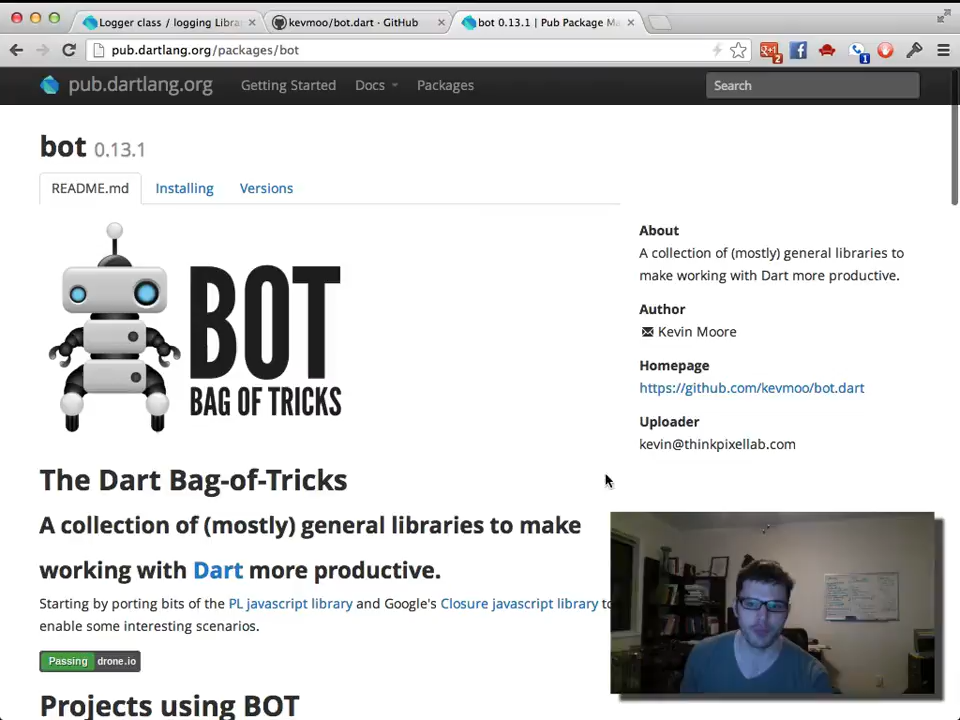 Logger class / logging Libra
kevmoo/bot.dart · GitHub
bot 0.13.1 | Pub Package Ma
pub.dartlang.org/packages/bot
2
1
pub.dartlang.org
Getting Started
Docs
Packages
Search
bot 0.13.1
README.md
Installing
Versions
BOT
BAG OF TRICKS
About
A collection of (mostly) general libraries to
make working with Dart more productive.
Author
Kevin Moore
Homepage
https://github.com/kevmoo/bot.dart
Uploader
kevin@thinkpixellab.com
The Dart Bag-of-Tricks
A collection of (mostly) general libraries to make
working with Dart more productive.
Starting by porting bits of the PL javascript library and Google's Closure javascript library to
enable some interesting scenarios.
Passing drone.io
Projects using BOT